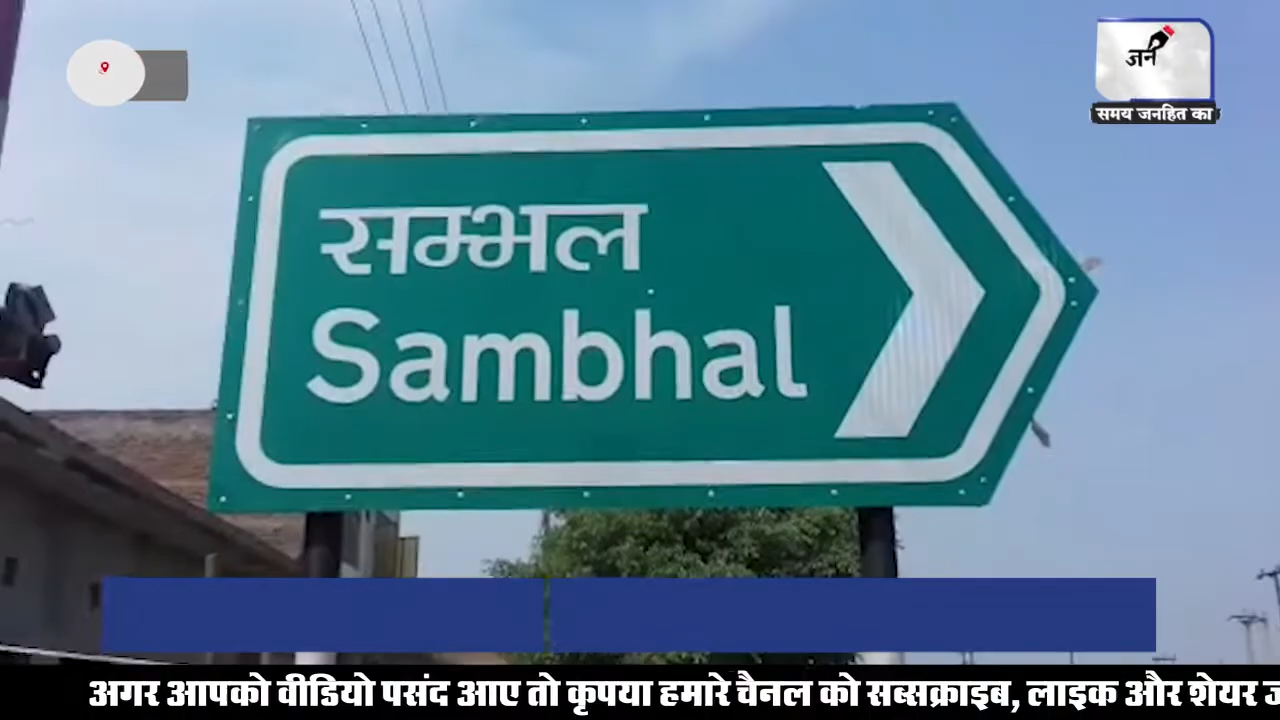 जन
समय जनहित का
सम्भल
Sambhal
अगर आपको वीडियो पसंद आए तो कृपया हमारे चैनल को सब्सक्राइब, लाइक और शेयर